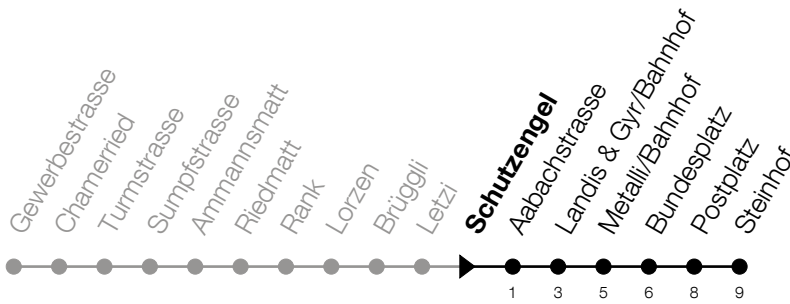 Gewerbestrasse
Chamerried
Turmstrasse
Sumpfstrasse
Ammannsmatt
Riedmatt
Rank
Lorzen
Brüggli
Letzi
Schutzengel
Aabachstrasse
Landis & Gyr/Bahnhof
Metalli/Bahnhof
Bundesplatz
Postplatz
Steinhof
1 3 5 6 8 9